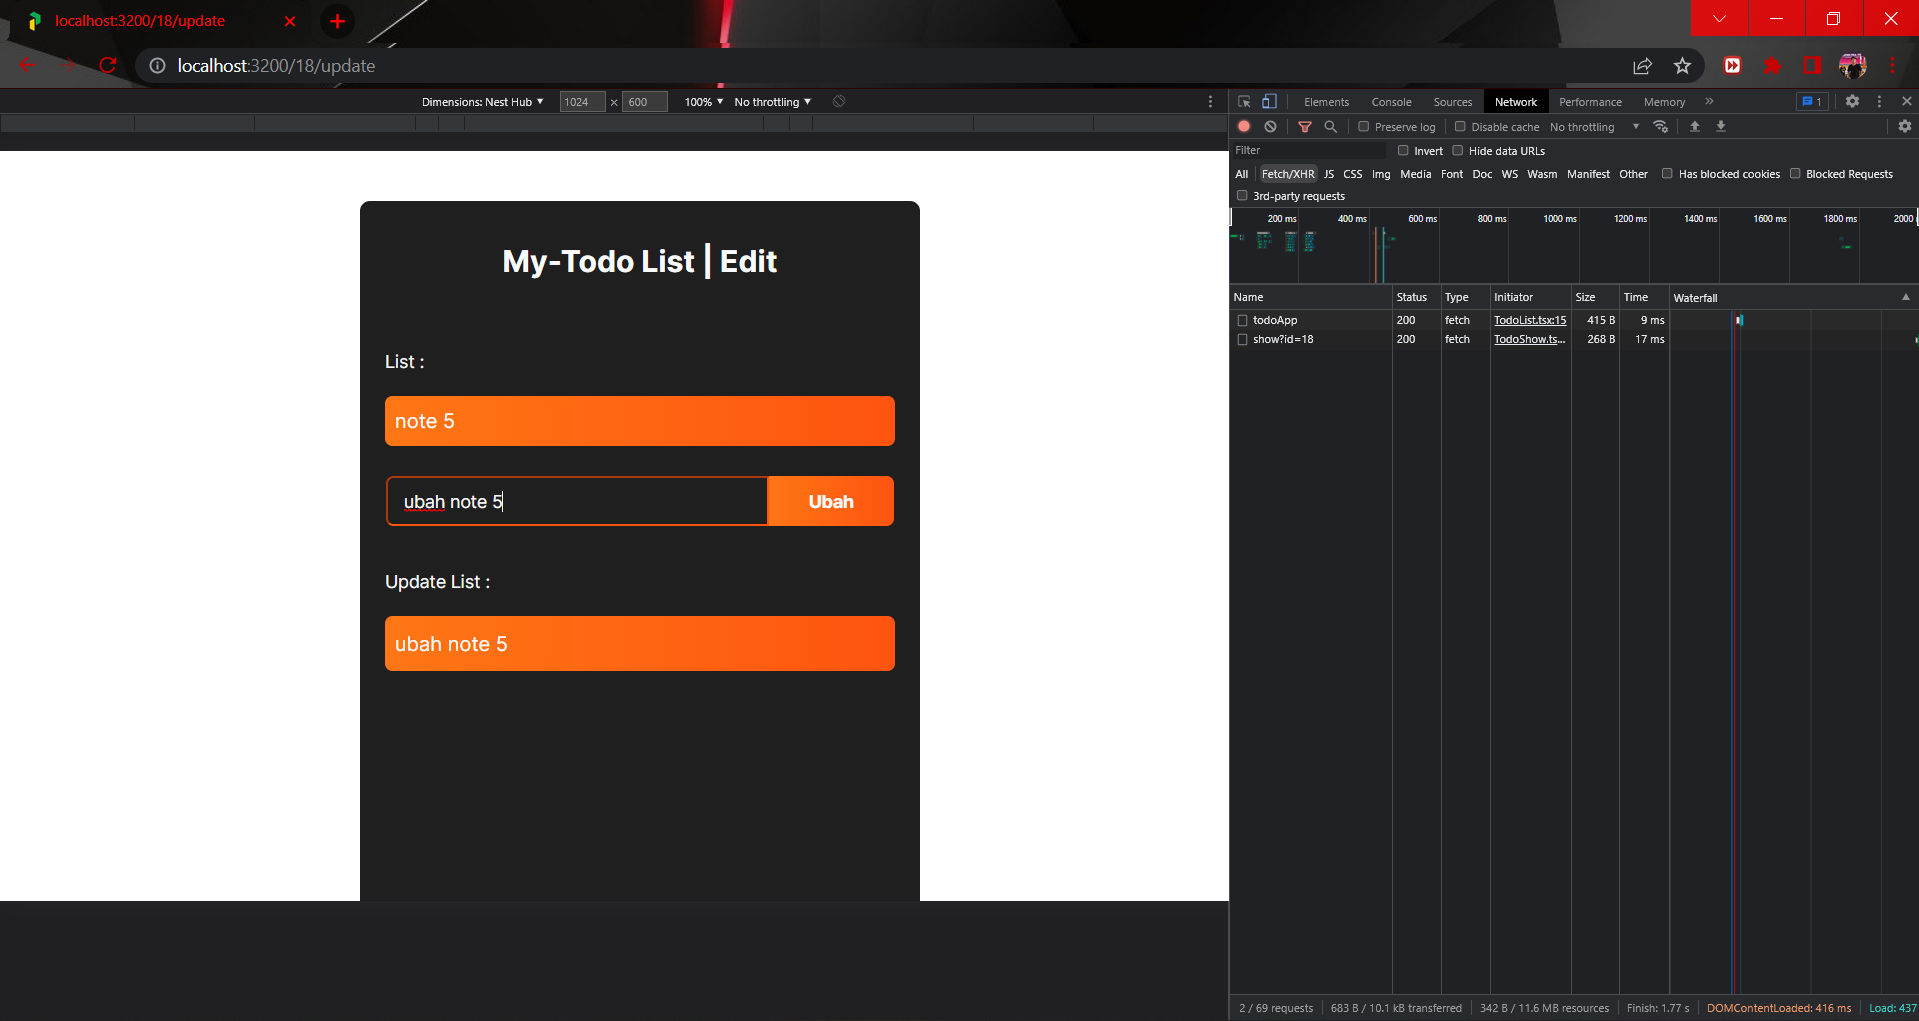 localhost:3200/18/update
localhost:3200/18/update
Dimensions: Nest Hub 1024 × 600 100% No throttling
Elements Console Sources Network Performance Memory » 1
Preserve log Disable cache No throttling
Filter Invert Hide data URLs
All Fetch/XHR JS CSS Img Media Font Doc WS Wasm Manifest Other Has blocked cookies Blocked Requests
3rd-party requests
200 ms 400 ms 600 ms 800 ms 1000 ms 1200 ms 1400 ms 1600 ms 1800 ms 2000
Name Status Type Initiator Size Time Waterfall
todoApp 200 fetch TodoList.tsx:15 415 B 9 ms
show?id=18 200 fetch TodoShow.ts... 268 B 17 ms
My-Todo List | Edit
List :
note 5
ubah note 5 Ubah
Update List :
ubah note 5
2 / 69 requests 683 B / 10.1 kB transferred 342 B / 11.6 MB resources Finish: 1.77 s DOMContentLoaded: 416 ms Load: 437